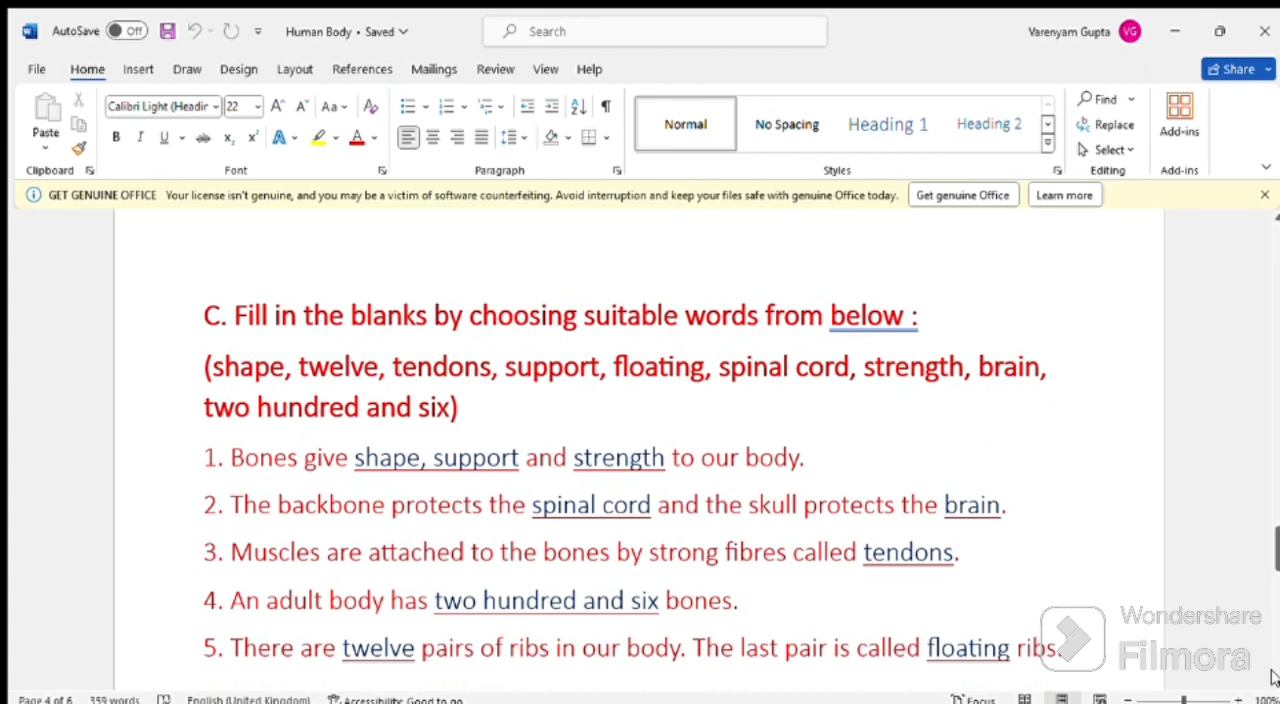 AutoSave Off Human Body • Saved Search Varenyam Gupta VG
File Home Insert Draw Design Layout References Mailings Review View Help Share
Calibri Light (Headir 22 Aa Normal No Spacing Heading 1 Heading 2 Find Replace Select Add-ins
Paste B I U ab x₂ x² A A
Clipboard Font Paragraph Styles Editing Add-ins
GET GENUINE OFFICE Your license isn't genuine, and you may be a victim of software counterfeiting. Avoid interruption and keep your files safe with genuine Office today. Get genuine Office Learn more
C. Fill in the blanks by choosing suitable words from below :
(shape, twelve, tendons, support, floating, spinal cord, strength, brain,
two hundred and six)
1. Bones give shape, support and strength to our body.
2. The backbone protects the spinal cord and the skull protects the brain.
3. Muscles are attached to the bones by strong fibres called tendons.
4. An adult body has two hundred and six bones.
5. There are twelve pairs of ribs in our body. The last pair is called floating ribs.
Wondershare
Filmora
Page 4 of 6 359 words English (United Kingdom) Accessibility: Good to go Focus 100%